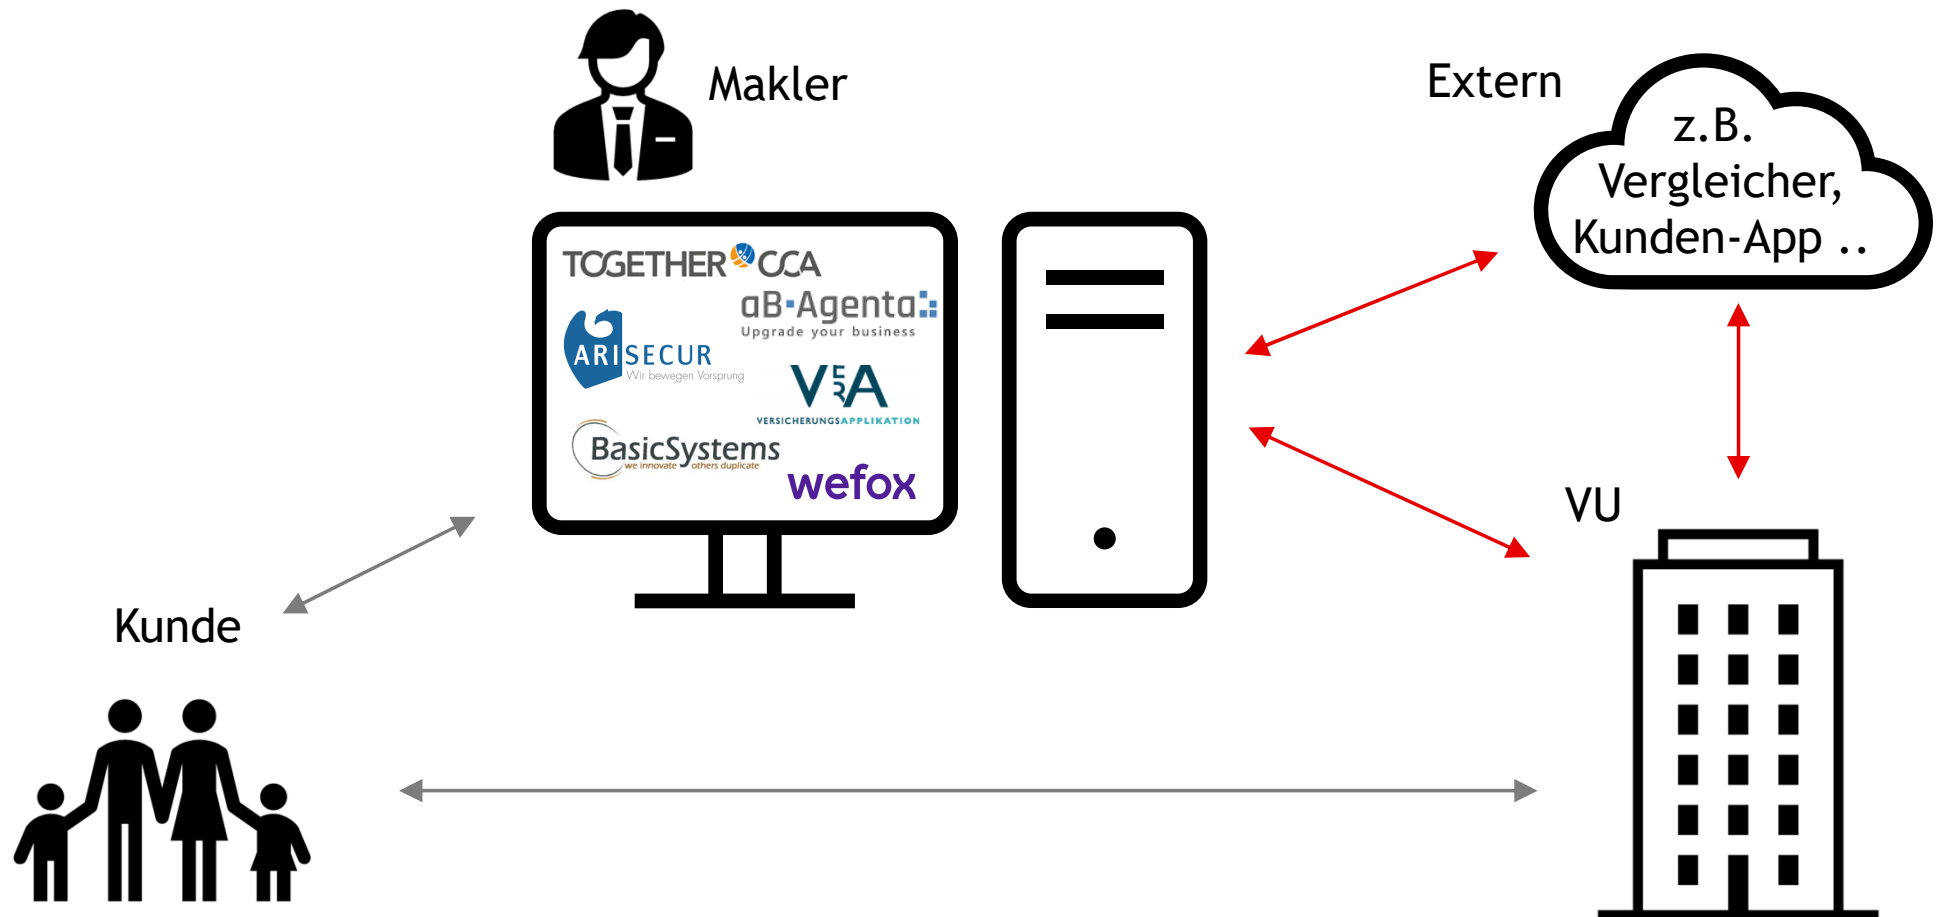 Makler
Extern
z.B.
Vergleicher,
Kunden-App ..
TOGETHER CCA
aB-Agenta
Upgrade your business
ARISECUR
Wir bewegen Vorsprung
VERA
VERSICHERUNGSAPPLIKATION
BasicSystems
we innovate others duplicate
wefox
VU
Kunde